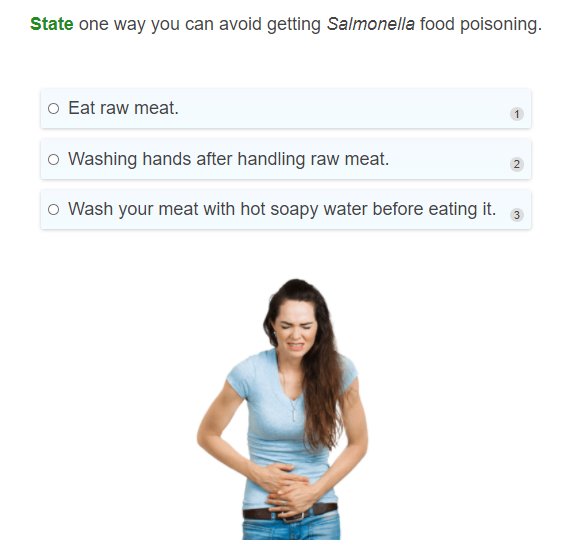 State one way you can avoid getting Salmonella food poisoning.
Eat raw meat.
1
Washing hands after handling raw meat.
2
Wash your meat with hot soapy water before eating it.
3